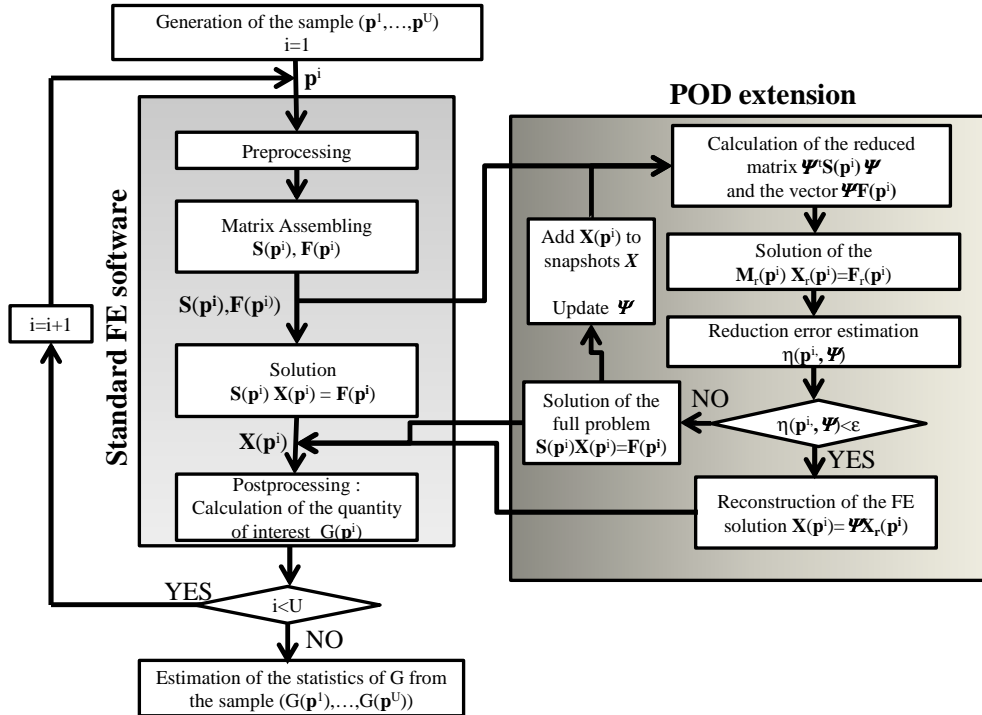 Generation of the sample (p¹,…,pᵁ)
i=1
pⁱ
Standard FE software
Preprocessing
Matrix Assembling
S(pⁱ), F(pⁱ)
S(pⁱ),F(pⁱ⁾)
i=i+1
Solution
S(pⁱ) X(pⁱ) = F(pⁱ)
X(pⁱ)
Postprocessing :
Calculation of the quantity
of interest G(pⁱ)
YES
i<U
NO
Estimation of the statistics of G from
the sample (G(p¹),…,G(pᵁ))
POD extension
Calculation of the reduced
matrix ΨᵗS(pⁱ) Ψ
and the vector ΨF(pⁱ)
Add X(pⁱ) to
snapshots X
Update Ψ
Solution of the
Mᵣ(pⁱ) Xᵣ(pⁱ)=Fᵣ(pⁱ)
Reduction error estimation
η(pⁱ·, Ψ)
NO
η(pⁱ·, Ψ)<ε
YES
Solution of the
full problem
S(pⁱ)X(pⁱ)=F(pⁱ)
Reconstruction of the FE
solution X(pⁱ)= ΨXᵣ(pⁱ)